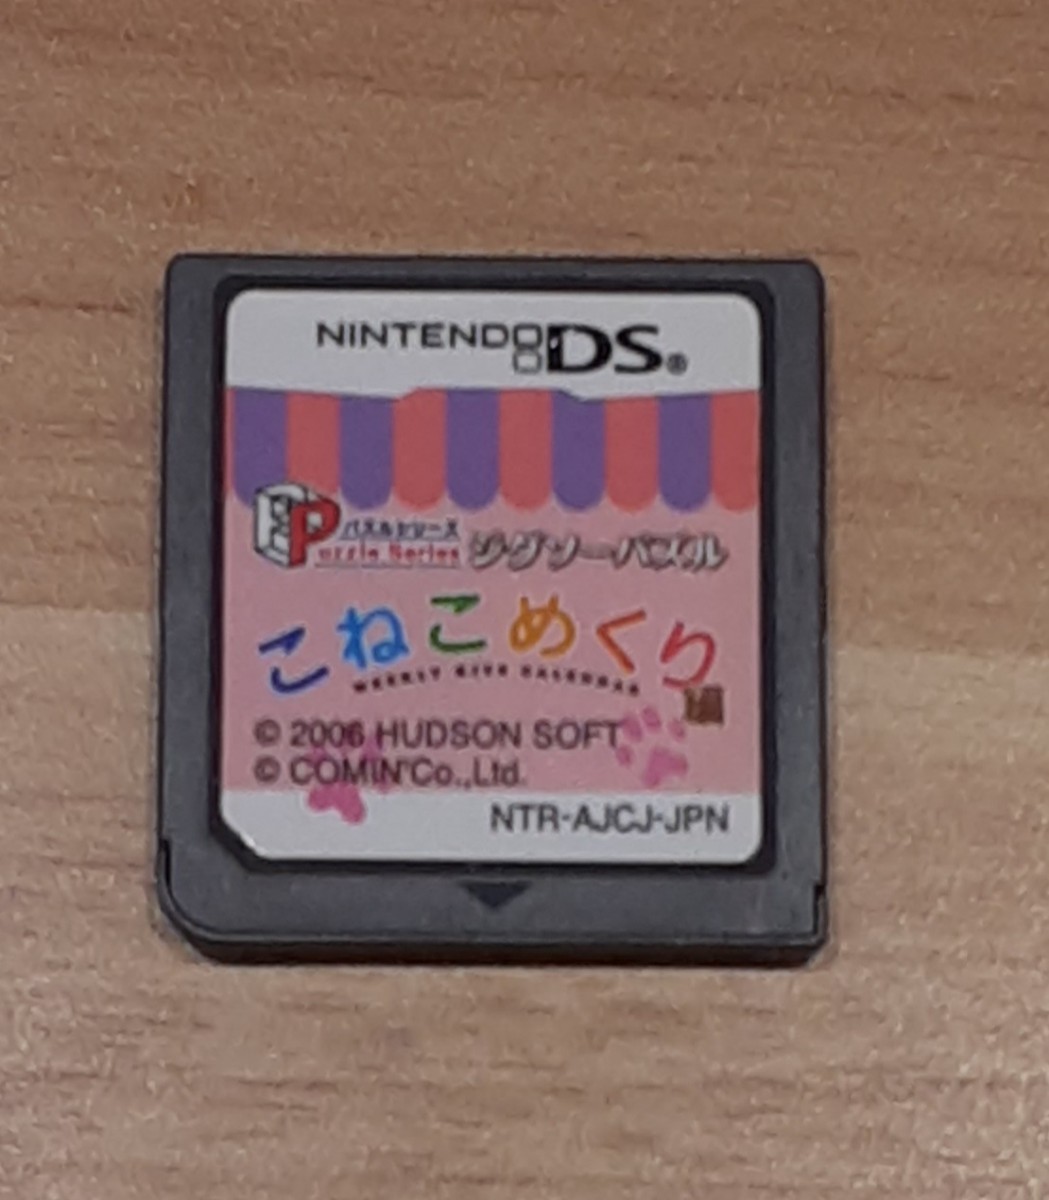 NINTENDO DS®
パズルシリーズ
Puzzle Series ジグソーパズル
こねこめくり
WEEKLY CALENDAR
© 2006 HUDSON SOFT
© COMIN'Co.,Ltd.
NTR-AJCJ-JPN